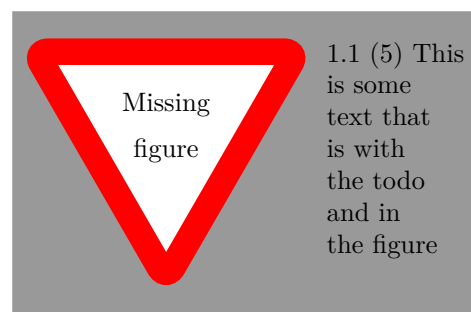 Missing
figure
1.1 (5) This
is some
text that
is with
the todo
and in
the figure